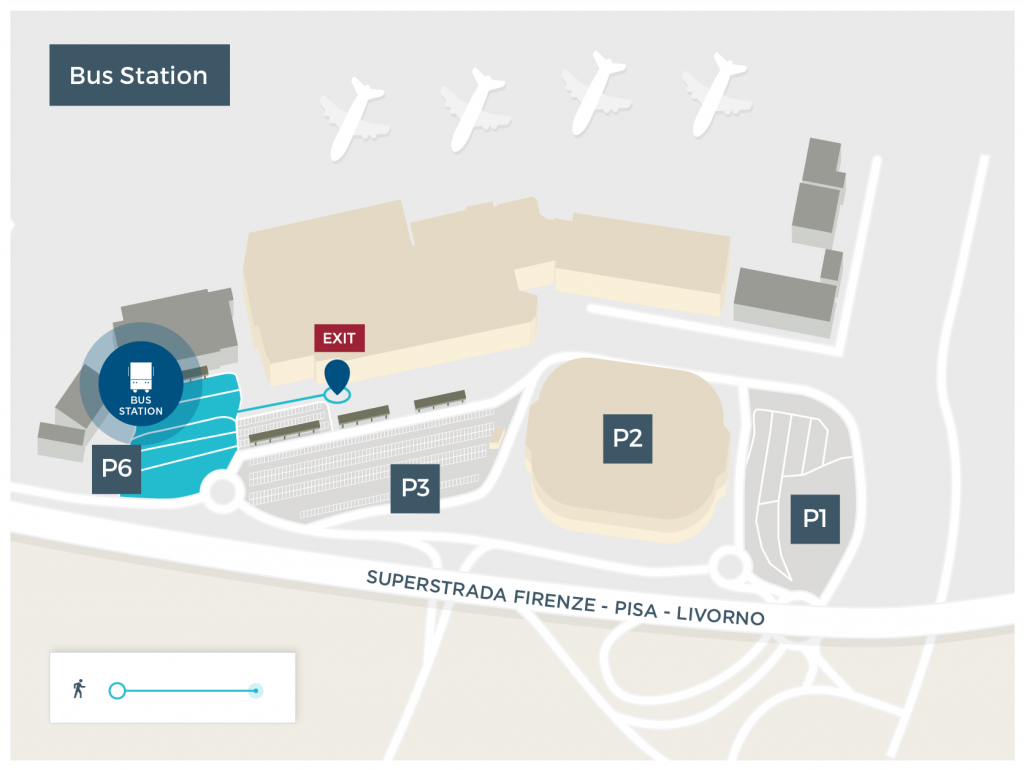 Bus Station
EXIT
BUS
STATION
P6
P3
P2
P1
SUPERSTRADA FIRENZE - PISA - LIVORNO